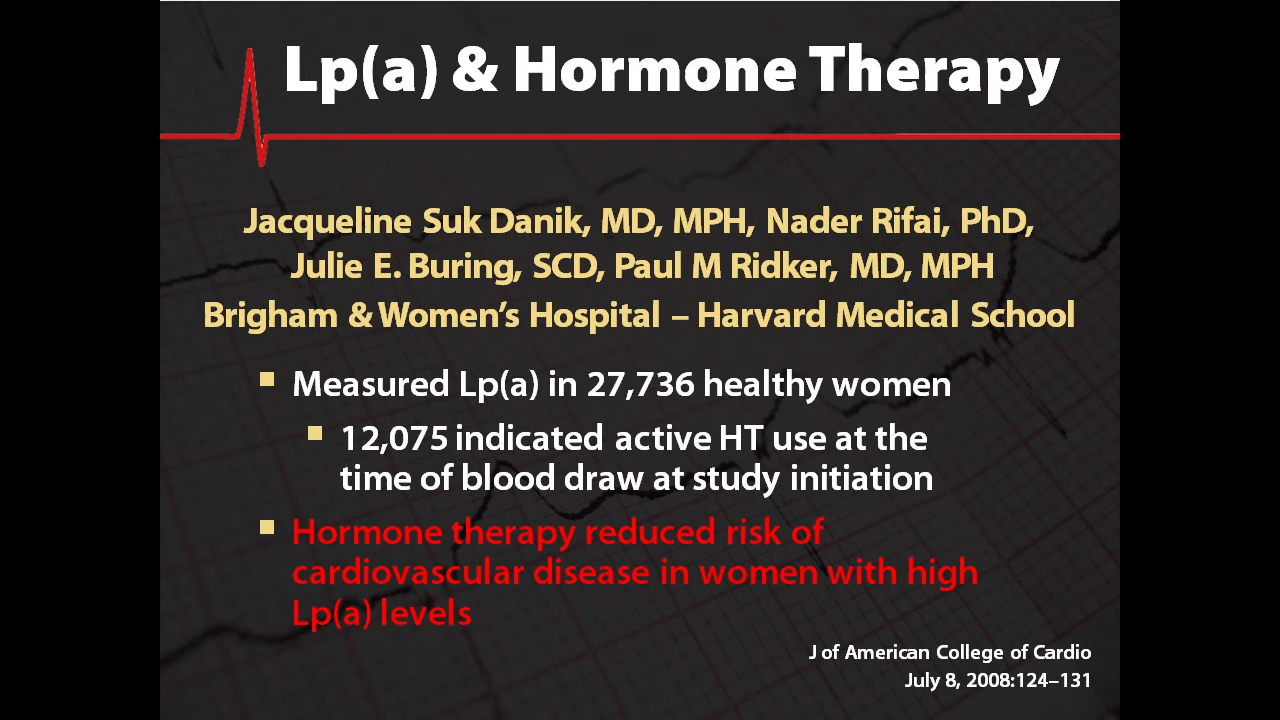 Lp(a) & Hormone Therapy
Jacqueline Suk Danik, MD, MPH, Nader Rifai, PhD,
Julie E. Buring, SCD, Paul M Ridker, MD, MPH
Brigham & Women's Hospital – Harvard Medical School
Measured Lp(a) in 27,736 healthy women
12,075 indicated active HT use at the
time of blood draw at study initiation
Hormone therapy reduced risk of
cardiovascular disease in women with high
Lp(a) levels
J of American College of Cardio
July 8, 2008:124–131